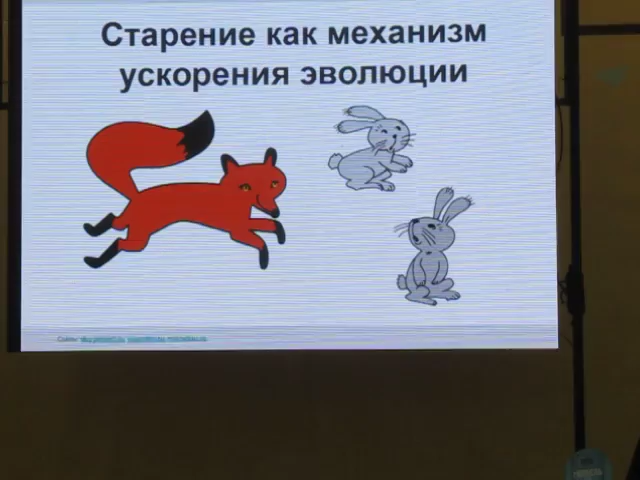 Старение как механизм
ускорения эволюции